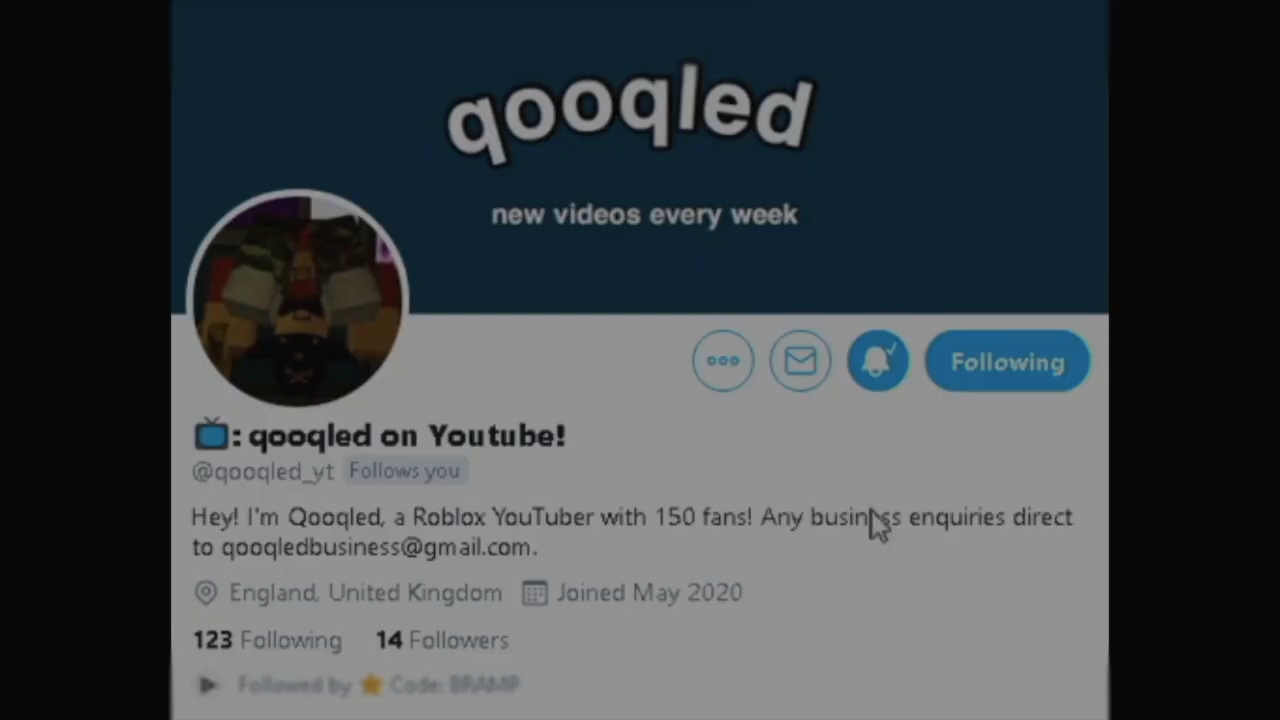 qooqled
new videos every week
Following
: qooqled on Youtube!
@qooqled_yt Follows you
Hey! I'm Qooqled, a Roblox YouTuber with 150 fans! Any business enquiries direct
to qooqledbusiness@gmail.com.
England, United Kingdom Joined May 2020
123 Following 14 Followers
Followed by ⭐ Code: BRAMP